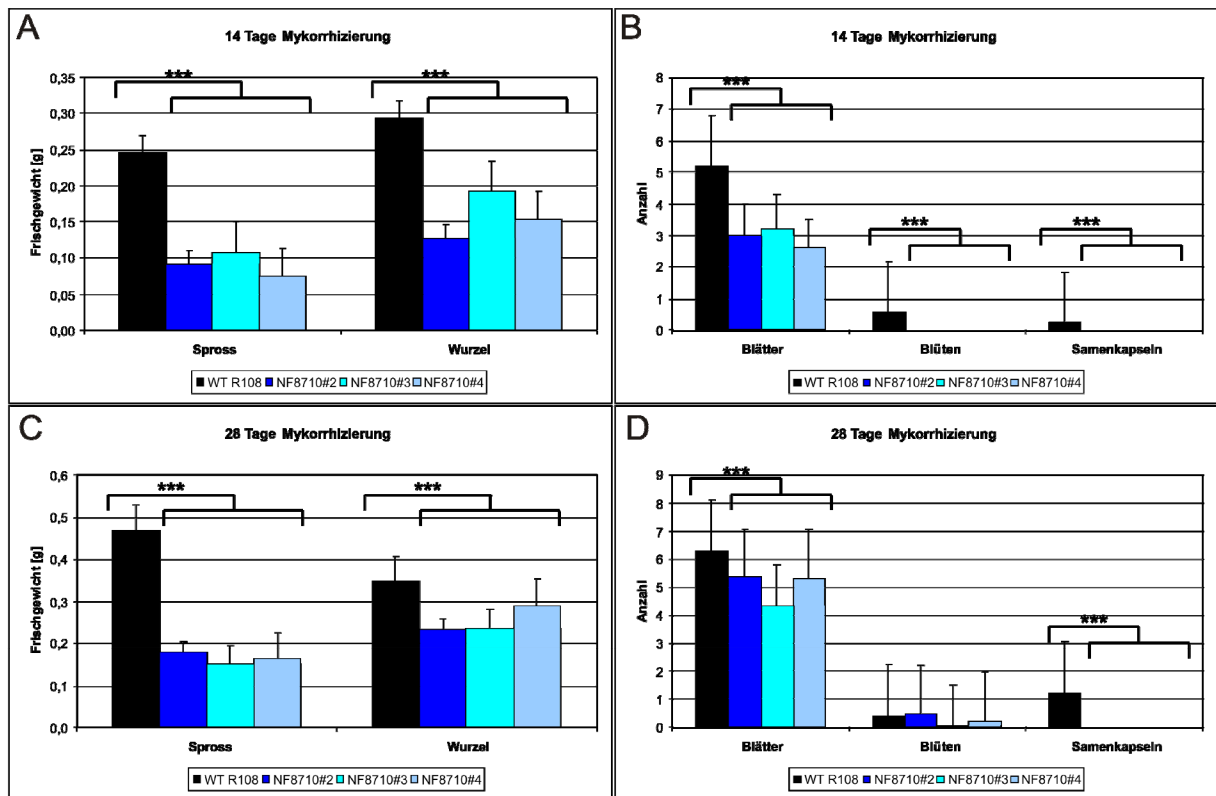 A
14 Tage Mykorrhizierung
Frischgewicht [g]
0,35
0,30
0,25
0,20
0,15
0,10
0,05
0,00
***
***
Spross
Wurzel
WT R108
NF8710#2
NF8710#3
NF8710#4
B
14 Tage Mykorrhizierung
Anzahl
8
7
6
5
4
3
2
1
0
***
***
***
Blätter
Blüten
Samenkapseln
WT R108
NF8710#2
NF8710#3
NF8710#4
C
28 Tage Mykorrhizierung
Frischgewicht [g]
0,6
0,5
0,4
0,3
0,2
0,1
0,0
***
***
Spross
Wurzel
WT R108
NF8710#2
NF8710#3
NF8710#4
D
28 Tage Mykorrhizierung
Anzahl
9
8
7
6
5
4
3
2
1
0
***
***
Blätter
Blüten
Samenkapseln
WT R108
NF8710#2
NF8710#3
NF8710#4